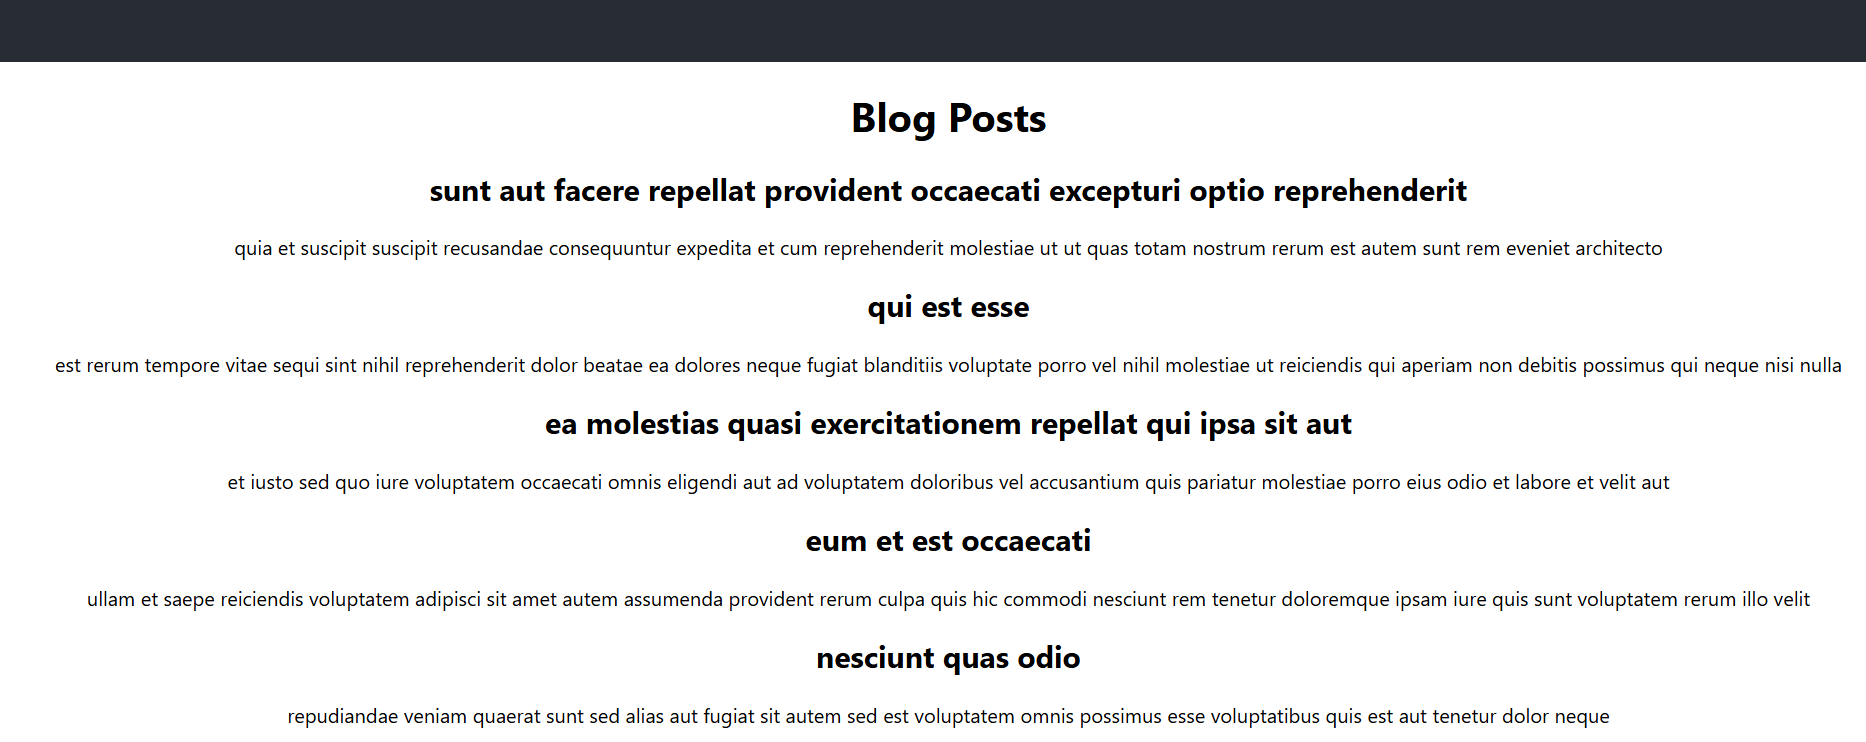 Blog Posts
sunt aut facere repellat provident occaecati excepturi optio reprehenderit
quia et suscipit suscipit recusandae consequuntur expedita et cum reprehenderit molestiae ut ut quas totam nostrum rerum est autem sunt rem eveniet architecto
qui est esse
est rerum tempore vitae sequi sint nihil reprehenderit dolor beatae ea dolores neque fugiat blanditiis voluptate porro vel nihil molestiae ut reiciendis qui aperiam non debitis possimus qui neque nisi nulla
ea molestias quasi exercitationem repellat qui ipsa sit aut
et iusto sed quo iure voluptatem occaecati omnis eligendi aut ad voluptatem doloribus vel accusantium quis pariatur molestiae porro eius odio et labore et velit aut
eum et est occaecati
ullam et saepe reiciendis voluptatem adipisci sit amet autem assumenda provident rerum culpa quis hic commodi nesciunt rem tenetur doloremque ipsam iure quis sunt voluptatem rerum illo velit
nesciunt quas odio
repudiandae veniam quaerat sunt sed alias aut fugiat sit autem sed est voluptatem omnis possimus esse voluptatibus quis est aut tenetur dolor neque